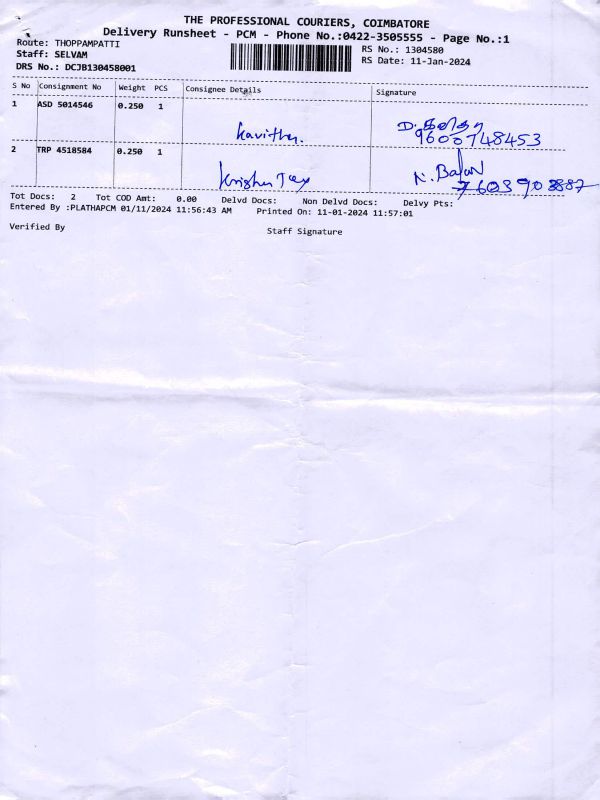 THE PROFESSIONAL COURIERS, COIMBATORE
Delivery Runsheet - PCM - Phone No.:0422-3505555 - Page No.:1
Route: THOPPAMPATTI
Staff: SELVAM
DRS No.: DCJB130458001
RS No.: 1304580
RS Date: 11-Jan-2024
S No Consignment No Weight PCS Consignee Details Signature
1 ASD 5014546 0.250 1 Kavitha.
9600748453
2 TRP 4518584 0.250 1 N. Balan
Tot Docs: 2 Tot COD Amt: 0.00 Delvd Docs: Non Delvd Docs: Delvy Pts:
Entered By :PLATHAPCM 01/11/2024 11:56:43 AM Printed On: 11-01-2024 11:57:01
Verified By Staff Signature